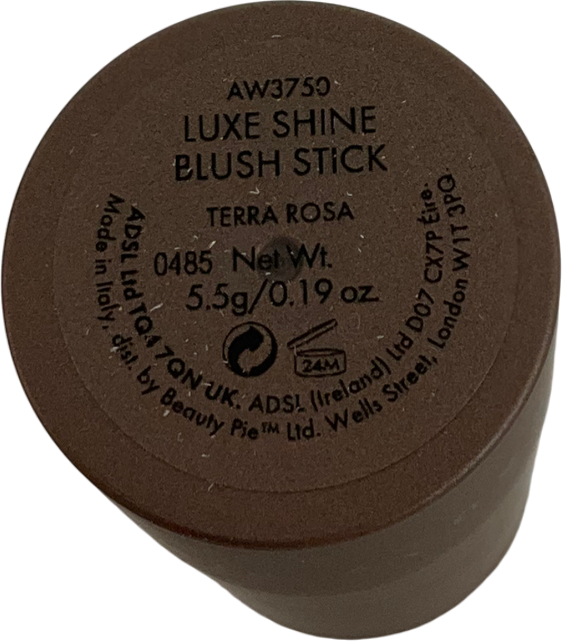 AW3750
LUXE SHINE
BLUSH STICK
TERRA ROSA
0485 Net Wt.
5.5g/0.19 oz.
24M
ADSL Ltd TQ4 7QN UK. ADSL (Ireland) Ltd D07 CX7P Éire.
Made in Italy, dist. by Beauty Pie™ Ltd. Wells Street, London W1T 3PQ.